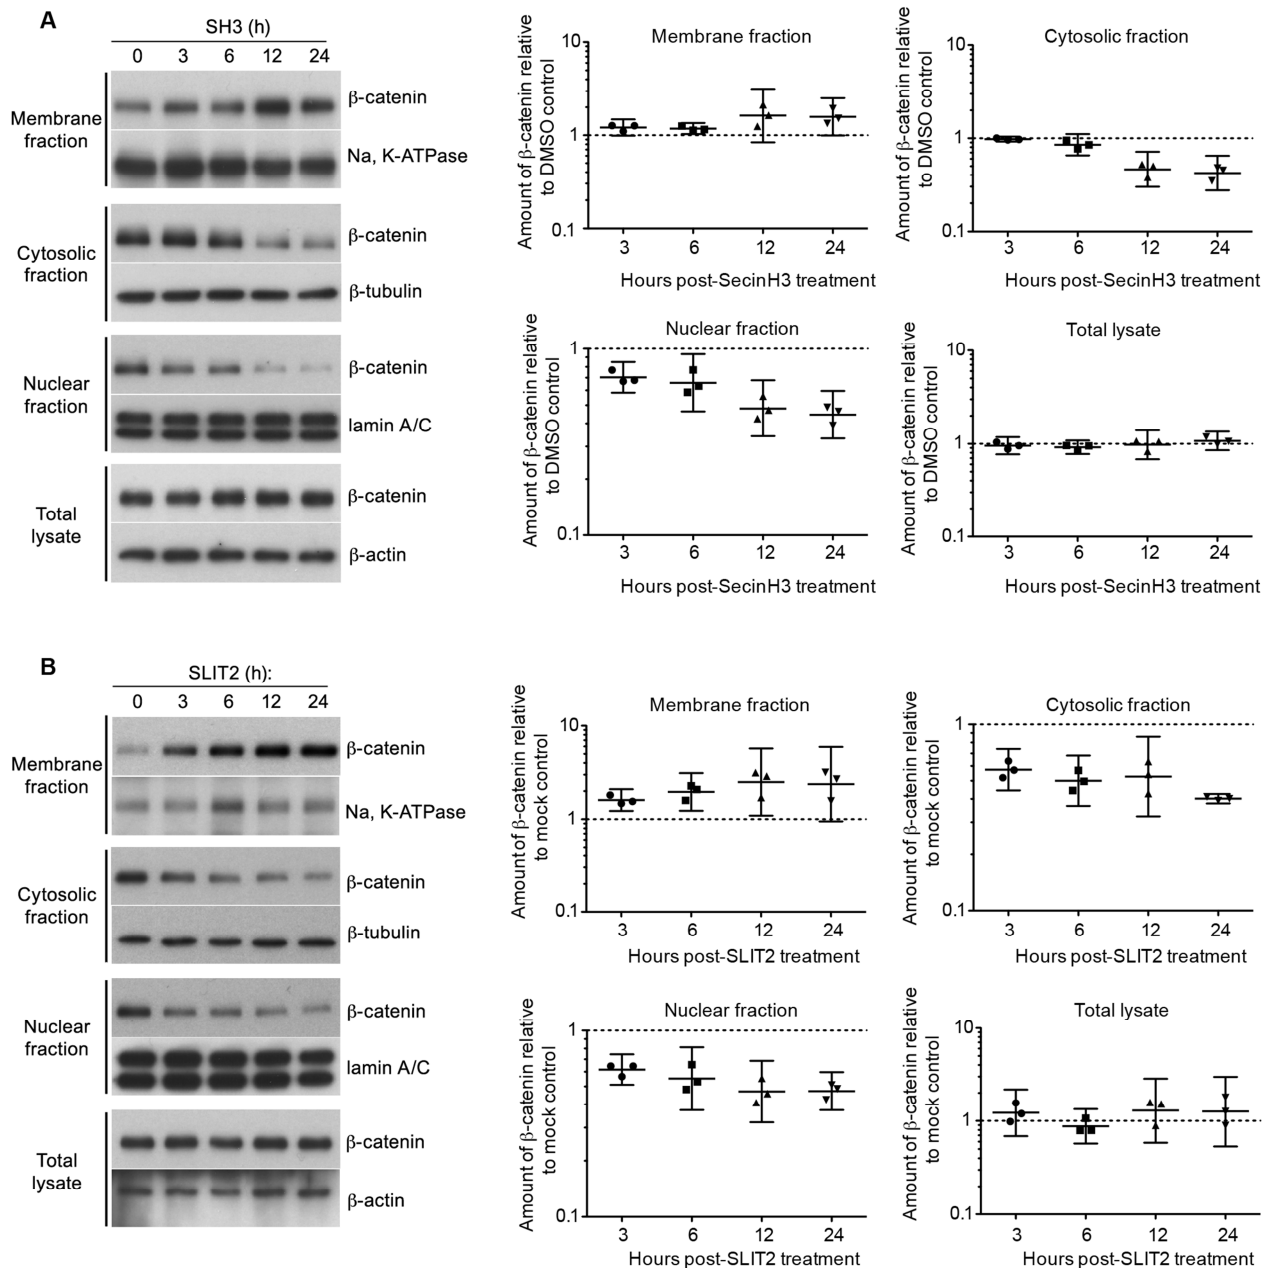 A
SH3 (h)
0 3 6 12 24
Membrane
fraction
β-catenin
Na, K-ATPase
Cytosolic
fraction
β-catenin
β-tubulin
Nuclear
fraction
β-catenin
lamin A/C
Total
lysate
β-catenin
β-actin
Membrane fraction
Amount of β-catenin relative
to DMSO control
10
1
0.1
3 6 12 24
Hours post-SecinH3 treatment
Cytosolic fraction
Amount of β-catenin relative
to DMSO control
10
1
0.1
3 6 12 24
Hours post-SecinH3 treatment
Nuclear fraction
Amount of β-catenin relative
to DMSO control
1
0.1
3 6 12 24
Hours post-SecinH3 treatment
Total lysate
Amount of β-catenin relative
to DMSO control
10
1
0.1
3 6 12 24
Hours post-SecinH3 treatment
B
SLIT2 (h):
0 3 6 12 24
Membrane
fraction
β-catenin
Na, K-ATPase
Cytosolic
fraction
β-catenin
β-tubulin
Nuclear
fraction
β-catenin
lamin A/C
Total
lysate
β-catenin
β-actin
Membrane fraction
Amount of β-catenin relative
to mock control
10
1
0.1
3 6 12 24
Hours post-SLIT2 treatment
Cytosolic fraction
Amount of β-catenin relative
to mock control
1
0.1
3 6 12 24
Hours post-SLIT2 treatment
Nuclear fraction
Amount of β-catenin relative
to mock control
1
0.1
3 6 12 24
Hours post-SLIT2 treatment
Total lysate
Amount of β-catenin relative
to mock control
10
1
0.1
3 6 12 24
Hours post-SLIT2 treatment